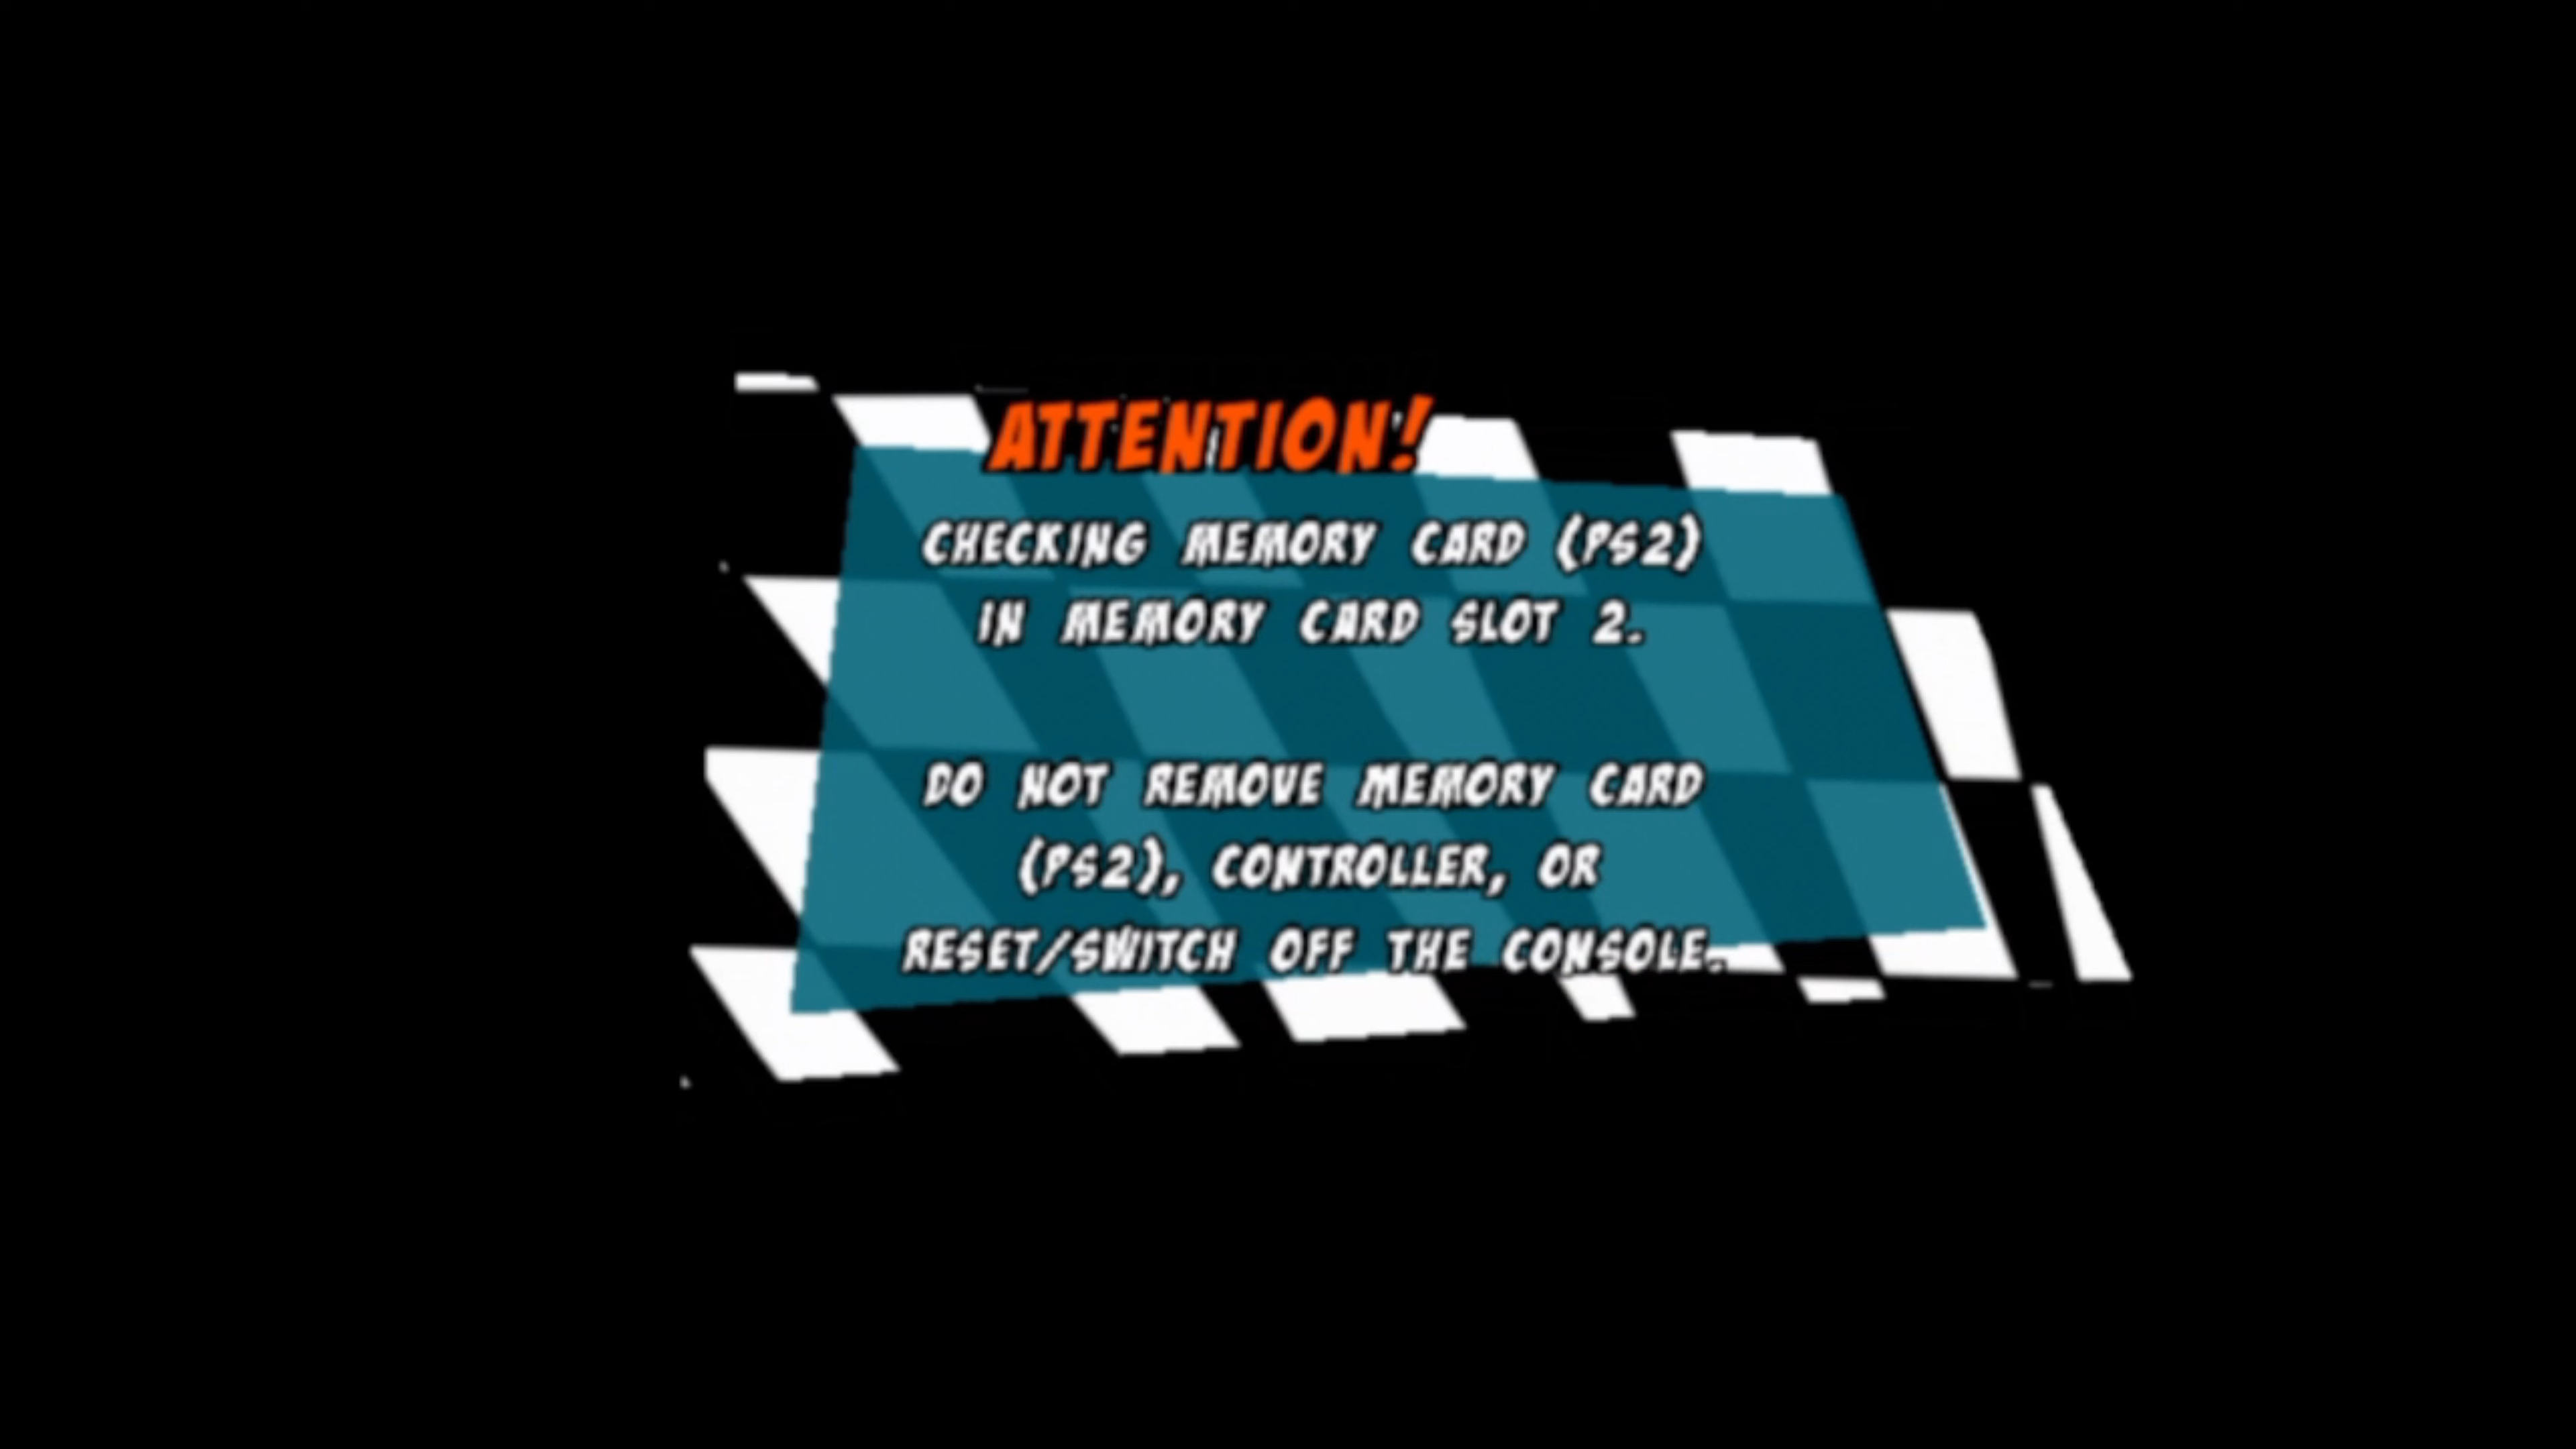 ATTENTION!
CHECKING MEMORY CARD (PS2)
IN MEMORY CARD SLOT 2.
DO NOT REMOVE MEMORY CARD
(PS2), CONTROLLER, OR
RESET/SWITCH OFF THE CONSOLE.